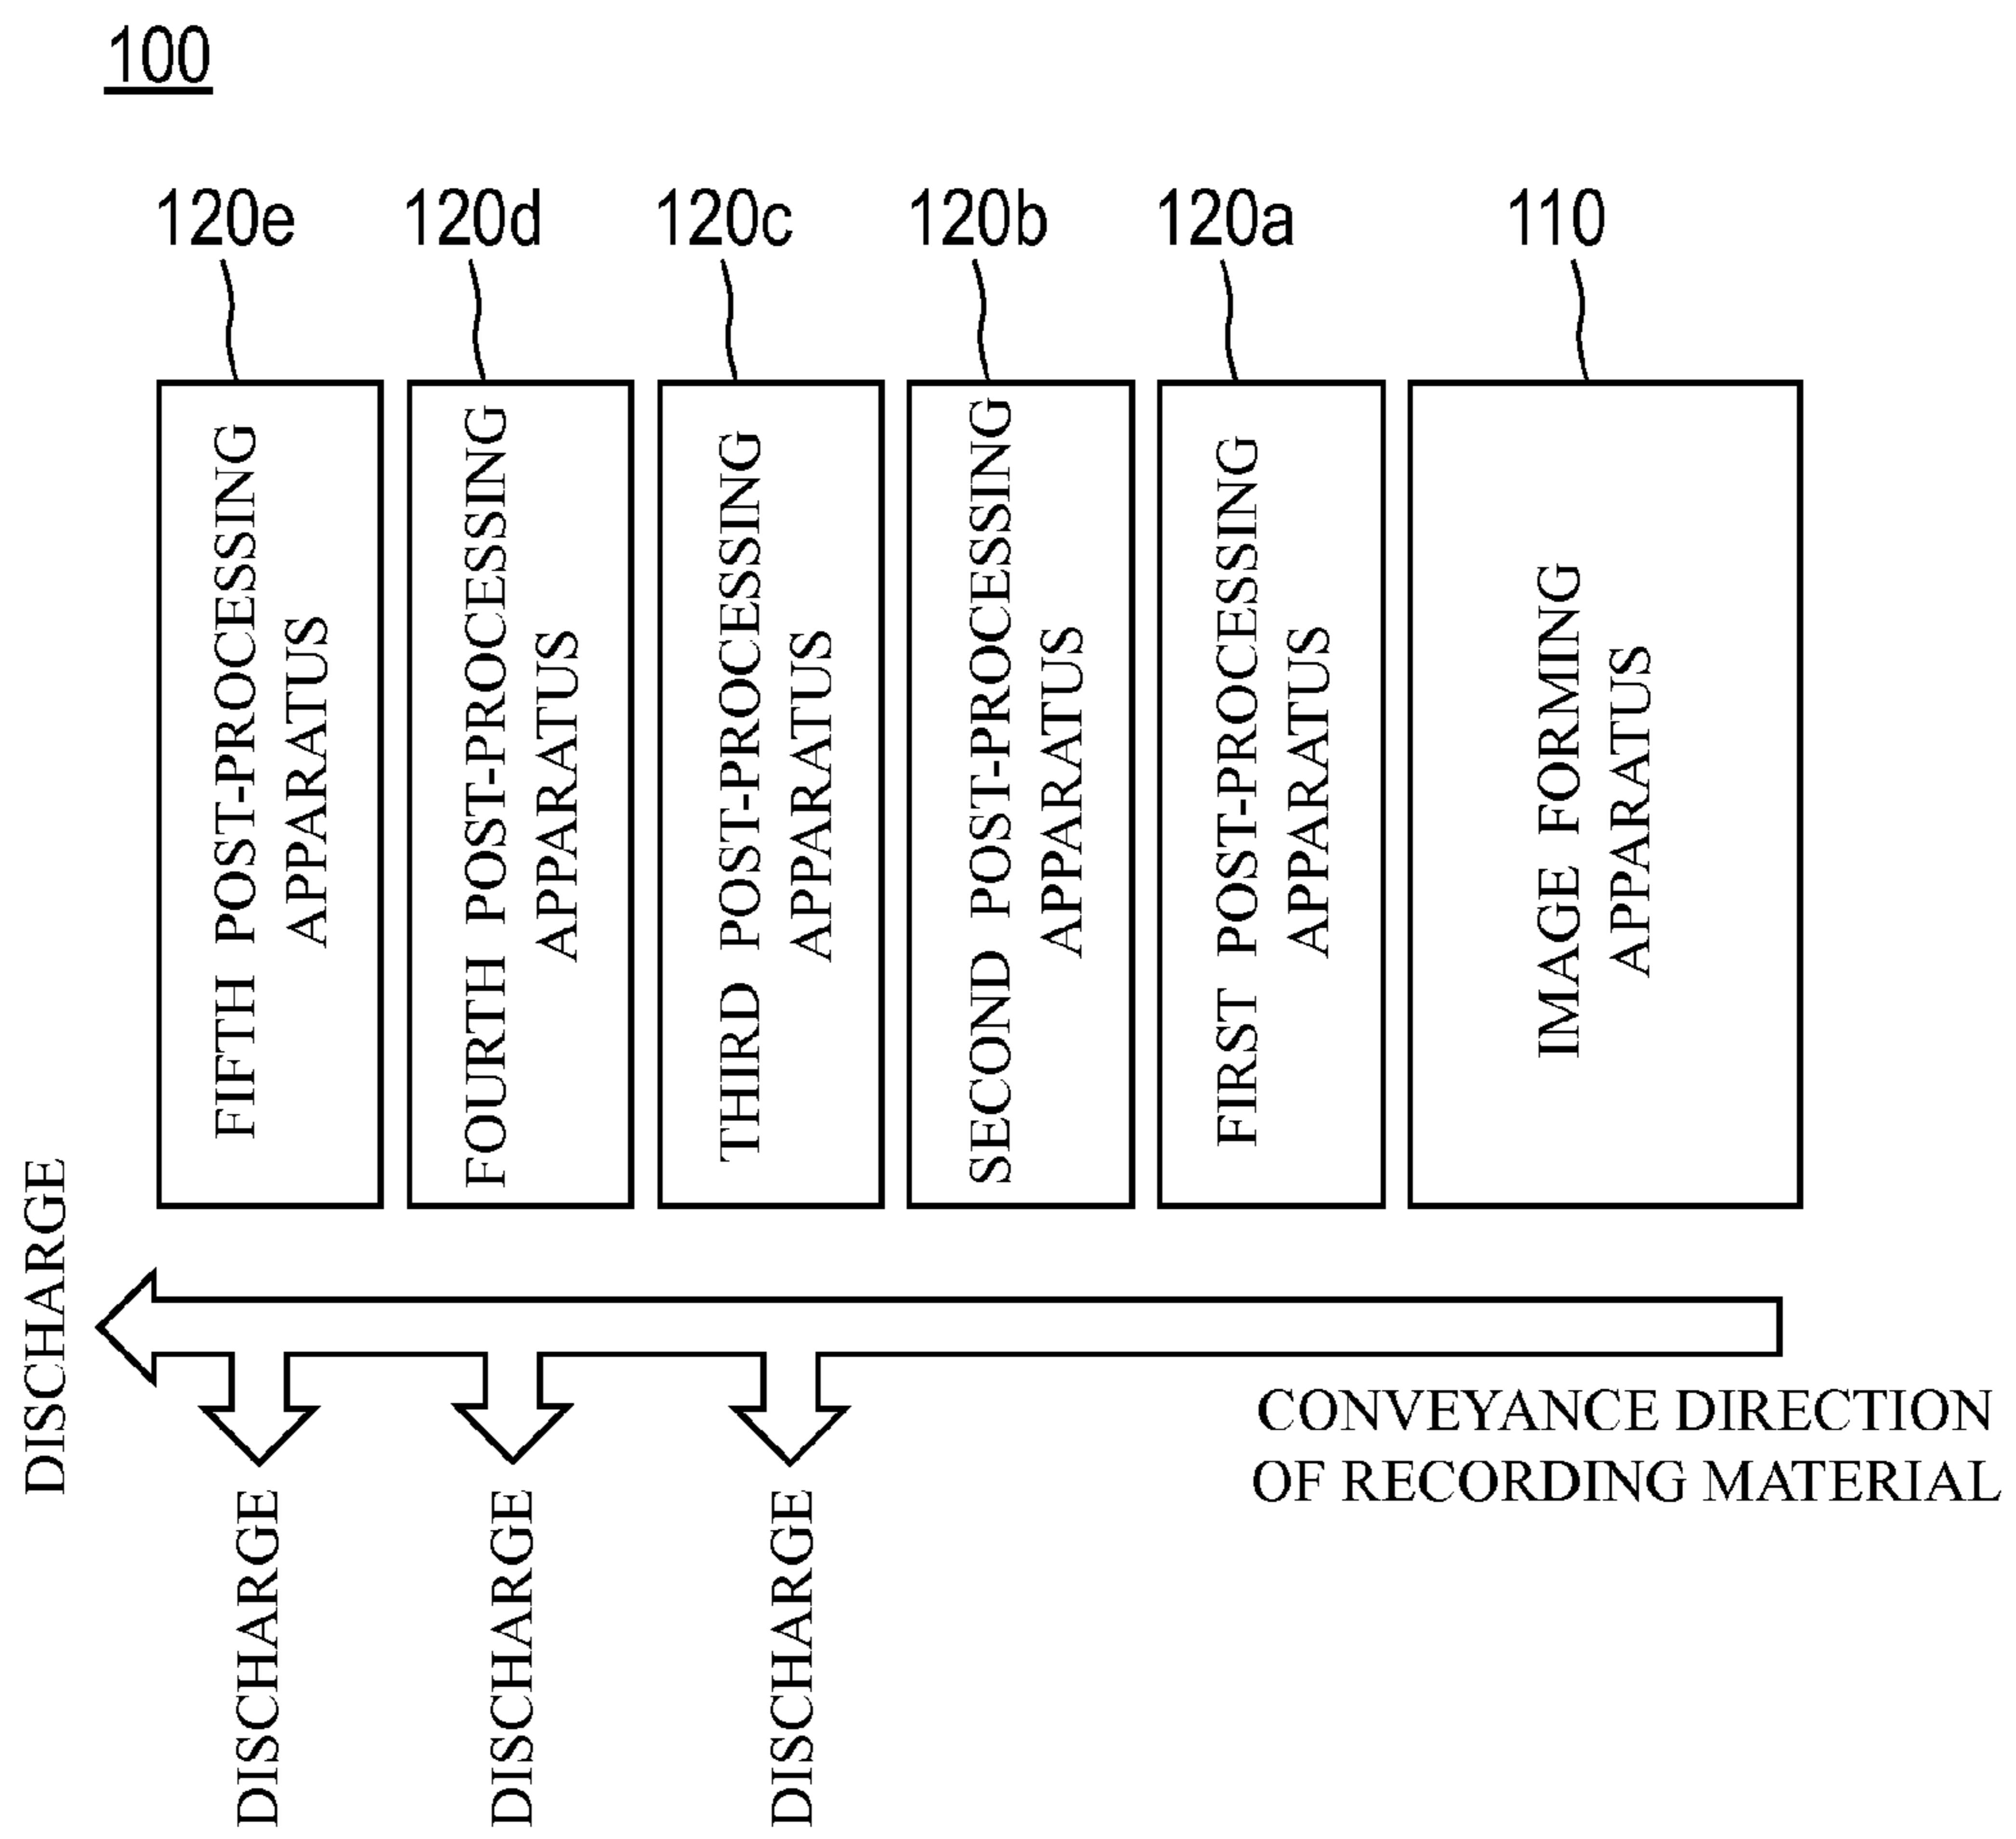 100
120e
120d
120c
120b
120a
110
FIFTH POST-PROCESSING
APPARATUS
FOURTH POST-PROCESSING
APPARATUS
THIRD POST-PROCESSING
APPARATUS
SECOND POST-PROCESSING
APPARATUS
FIRST POST-PROCESSING
APPARATUS
IMAGE FORMING
APPARATUS
DISCHARGE
CONVEYANCE DIRECTION
OF RECORDING MATERIAL
DISCHARGE
DISCHARGE
DISCHARGE